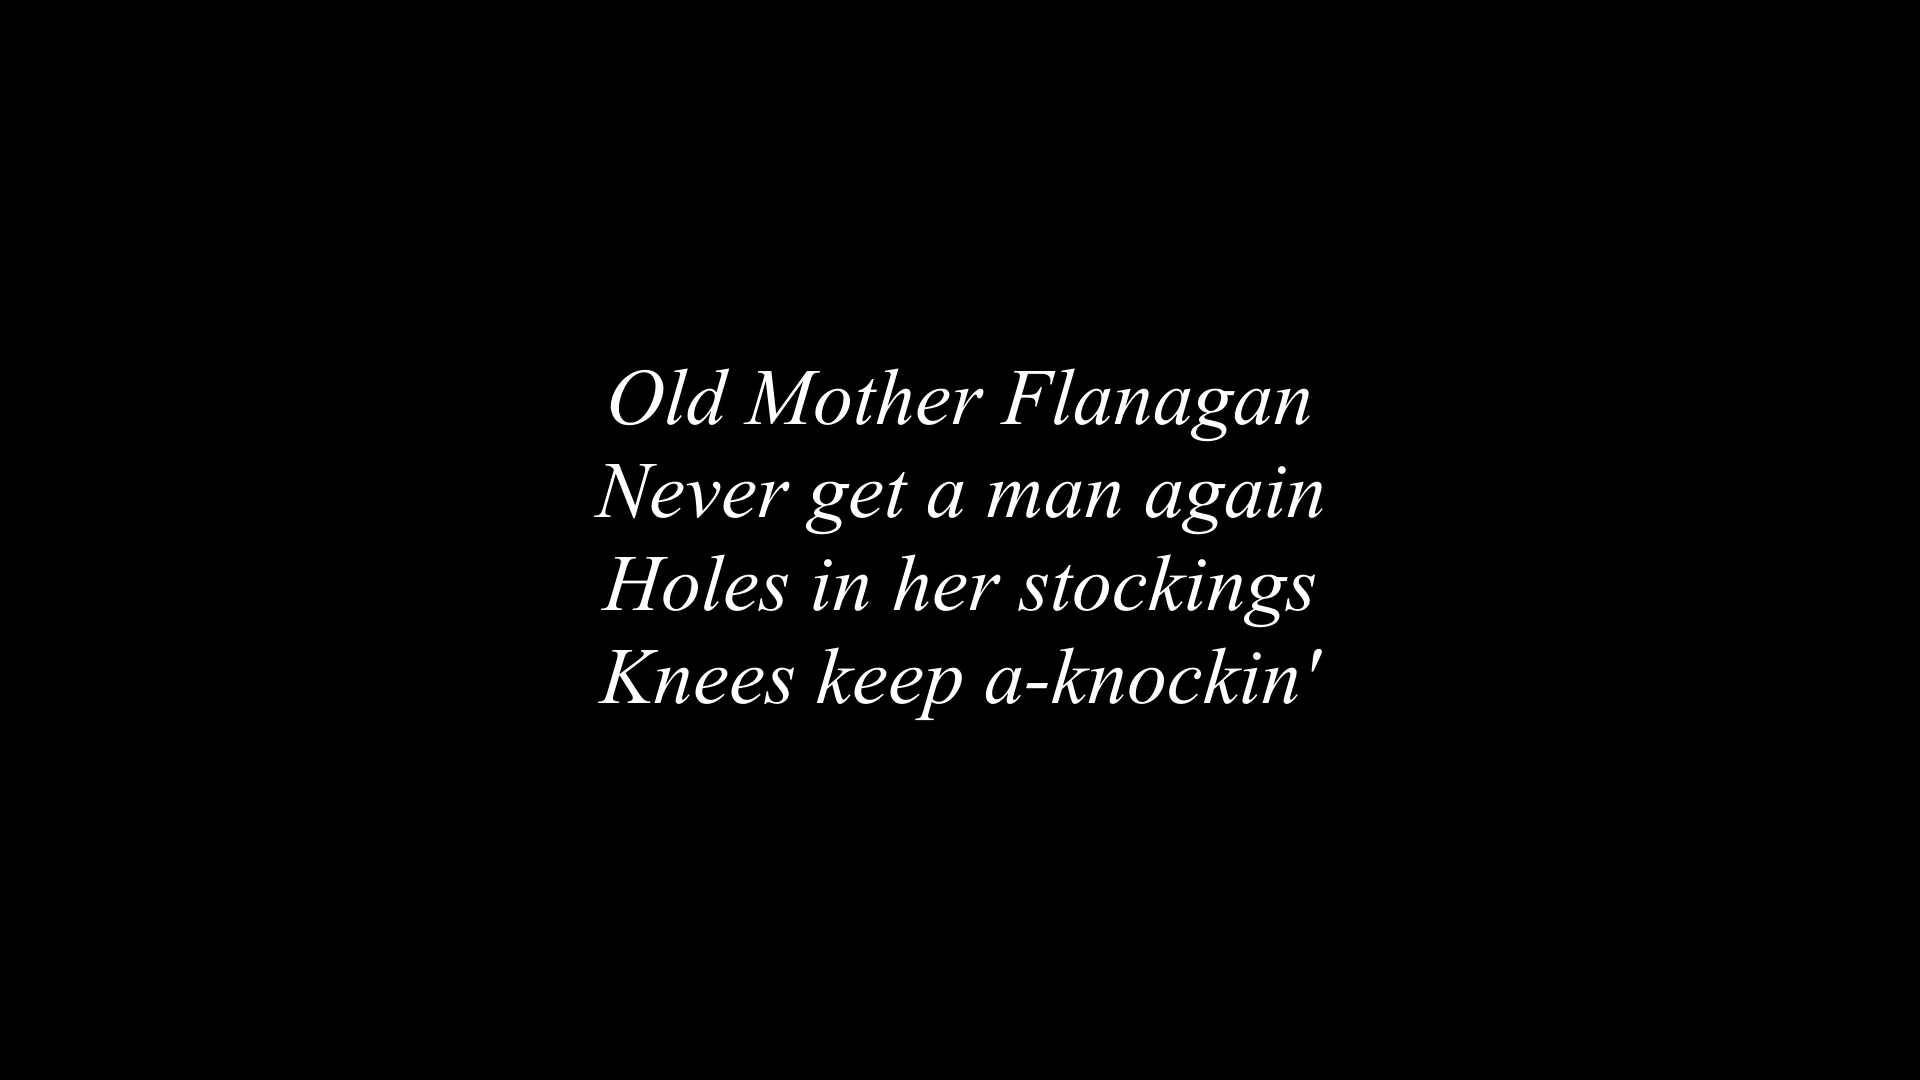 Old Mother Flanagan
Never get a man again
Holes in her stockings
Knees keep a-knockin'